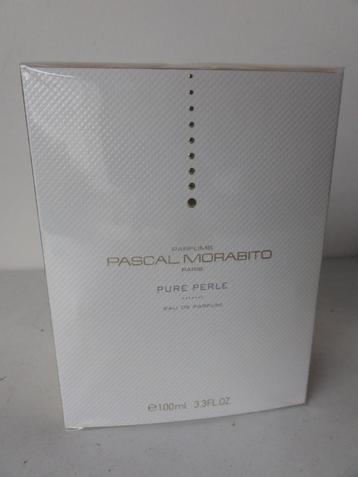 PARFUMS
PASCAL MORABITO
PARIS
PURE PERLE
EAU DE PARFUM
℮100ml 3.3FL.OZ